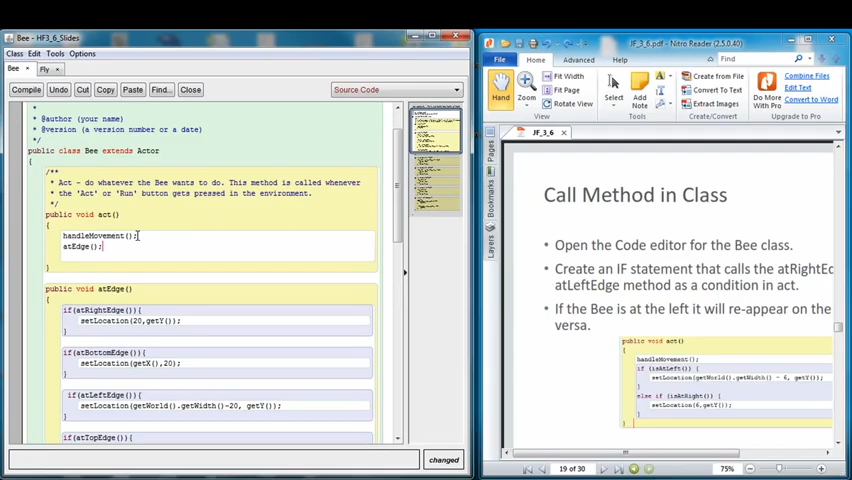 Bee - HF3_6_Slides
Class Edit Tools Options
Bee × Fly ×
Compile Undo Cut Copy Paste Find... Close
Source Code
*
* @author (your name)
* @version (a version number or a date)
*/
public class Bee extends Actor
{
/**
* Act - do whatever the Bee wants to do. This method is called whenever
* the 'Act' or 'Run' button gets pressed in the environment.
*/
public void act()
{
handleMovement();
atEdge();
}
public void atEdge()
{
if(atRightEdge()){
setLocation(20,getY());
}
if(atBottomEdge()){
setLocation(getX(),20);
}
if(atLeftEdge()){
setLocation(getWorld().getWidth()-20, getY());
}
if(atTopEdge()){
changed
JF_3_6.pdf - Nitro Reader (2.5.0.40)
File Home Advanced Help
Find
Hand
Zoom
Fit Width
Fit Page
Rotate View
View
Select
Add Note
Tools
Create from File
Convert To Text
Extract Images
Create/Convert
Do More With Pro
Combine Files
Edit Text
Convert to Word
Upgrade to Pro
JF_3_6 ×
Pages
Bookmarks
Layers
Call Method in Class
• Open the Code editor for the Bee class.
• Create an IF statement that calls the atRightEd
atLeftEdge method as a condition in act.
• If the Bee is at the left it will re-appear on the
versa.
public void act()
{
handleMovement();
if (isAtLeft()) {
setLocation(getWorld().getWidth() - 6, getY());
}
else if (isAtRight()) {
setLocation(6,getY());
}
}
19 of 30
75%